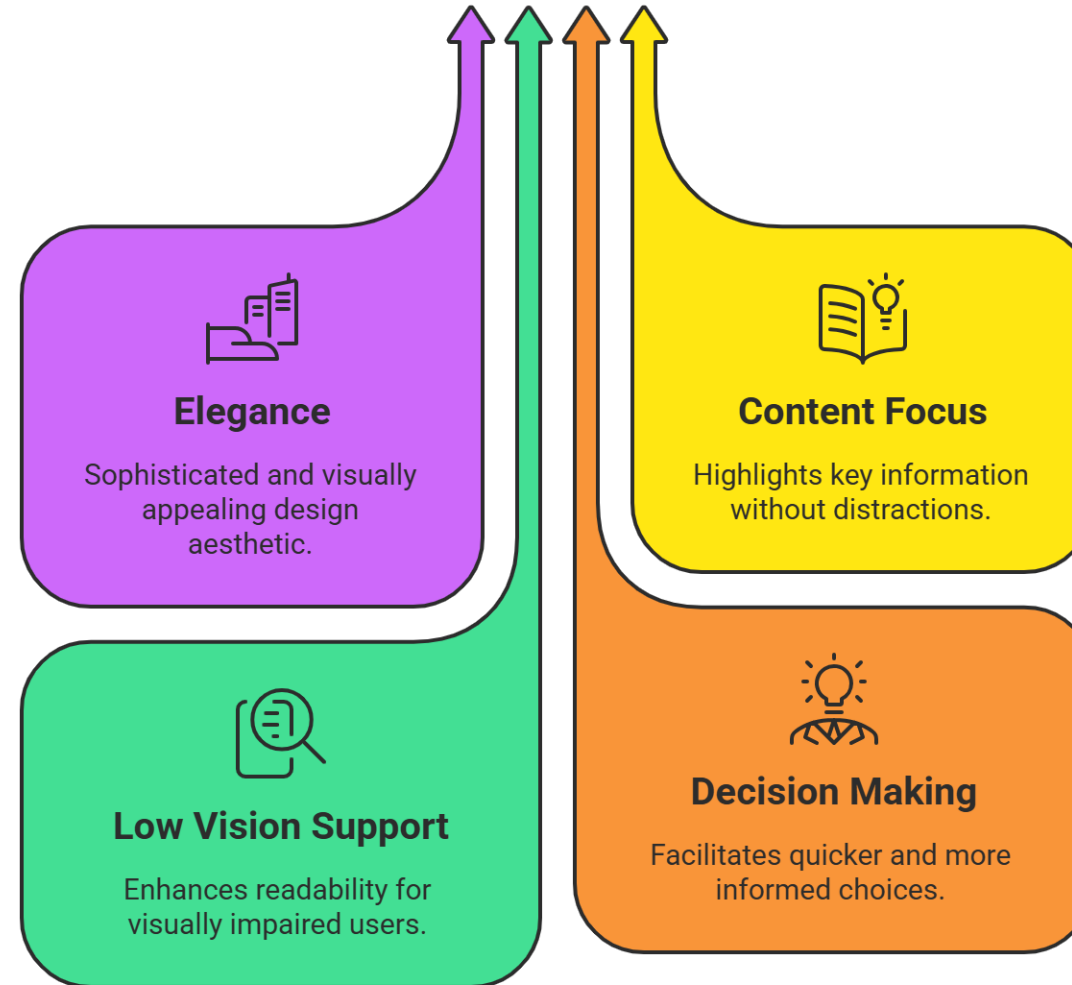 Elegance
Sophisticated and visually
appealing design
aesthetic.
Content Focus
Highlights key information
without distractions.
Low Vision Support
Enhances readability for
visually impaired users.
Decision Making
Facilitates quicker and more
informed choices.